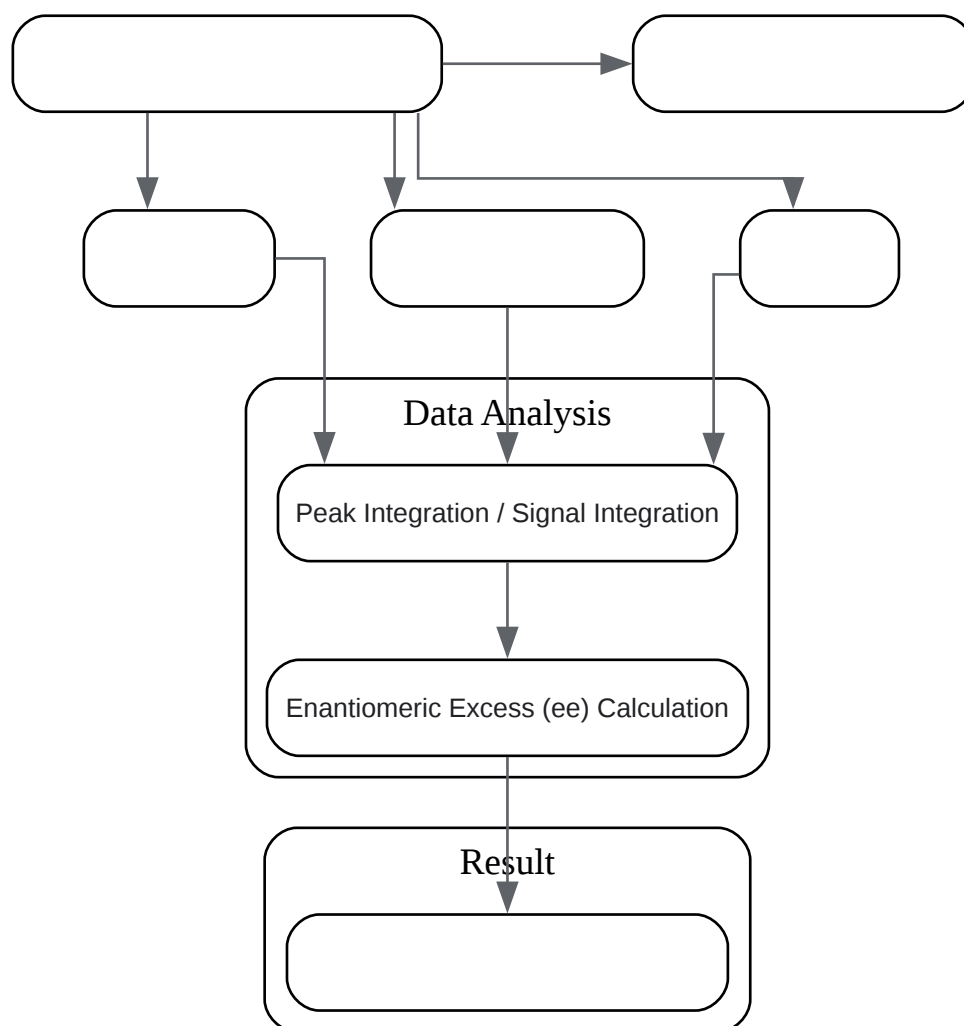 Data Analysis
Peak Integration / Signal Integration
Enantiomeric Excess (ee) Calculation
Result